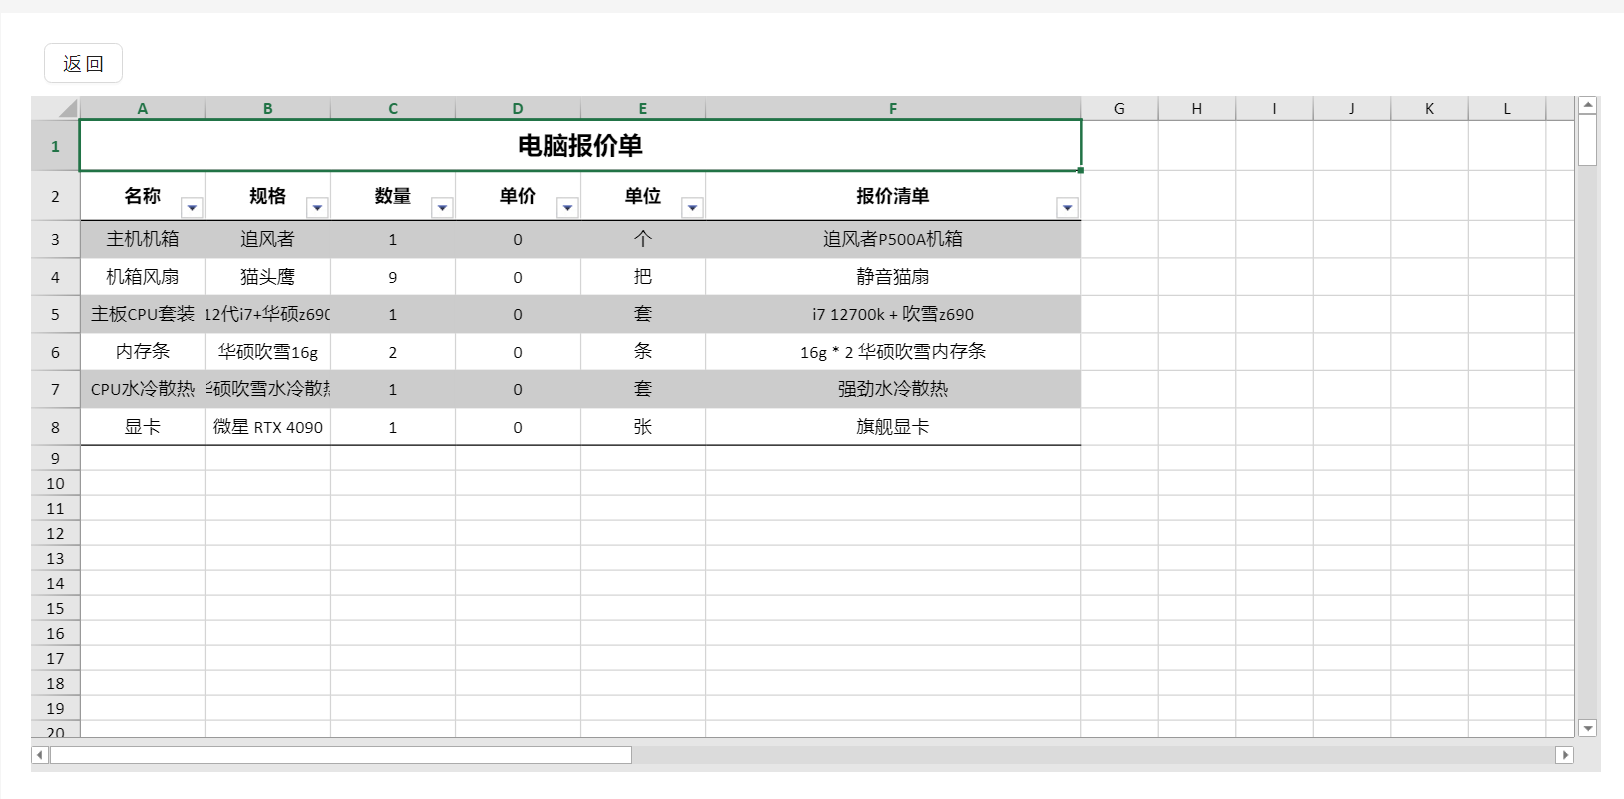 返 回
A B C D E F G H I J K L
1 电脑报价单
2 名称 规格 数量 单价 单位 报价清单
3 主机机箱 追风者 1 0 个 追风者P500A机箱
4 机箱风扇 猫头鹰 9 0 把 静音猫扇
5 主板CPU套装 12代i7+华硕z690 1 0 套 i7 12700k + 吹雪z690
6 内存条 华硕吹雪16g 2 0 条 16g * 2 华硕吹雪内存条
7 CPU水冷散热 华硕吹雪水冷散热 1 0 套 强劲水冷散热
8 显卡 微星 RTX 4090 1 0 张 旗舰显卡
9
10
11
12
13
14
15
16
17
18
19
20